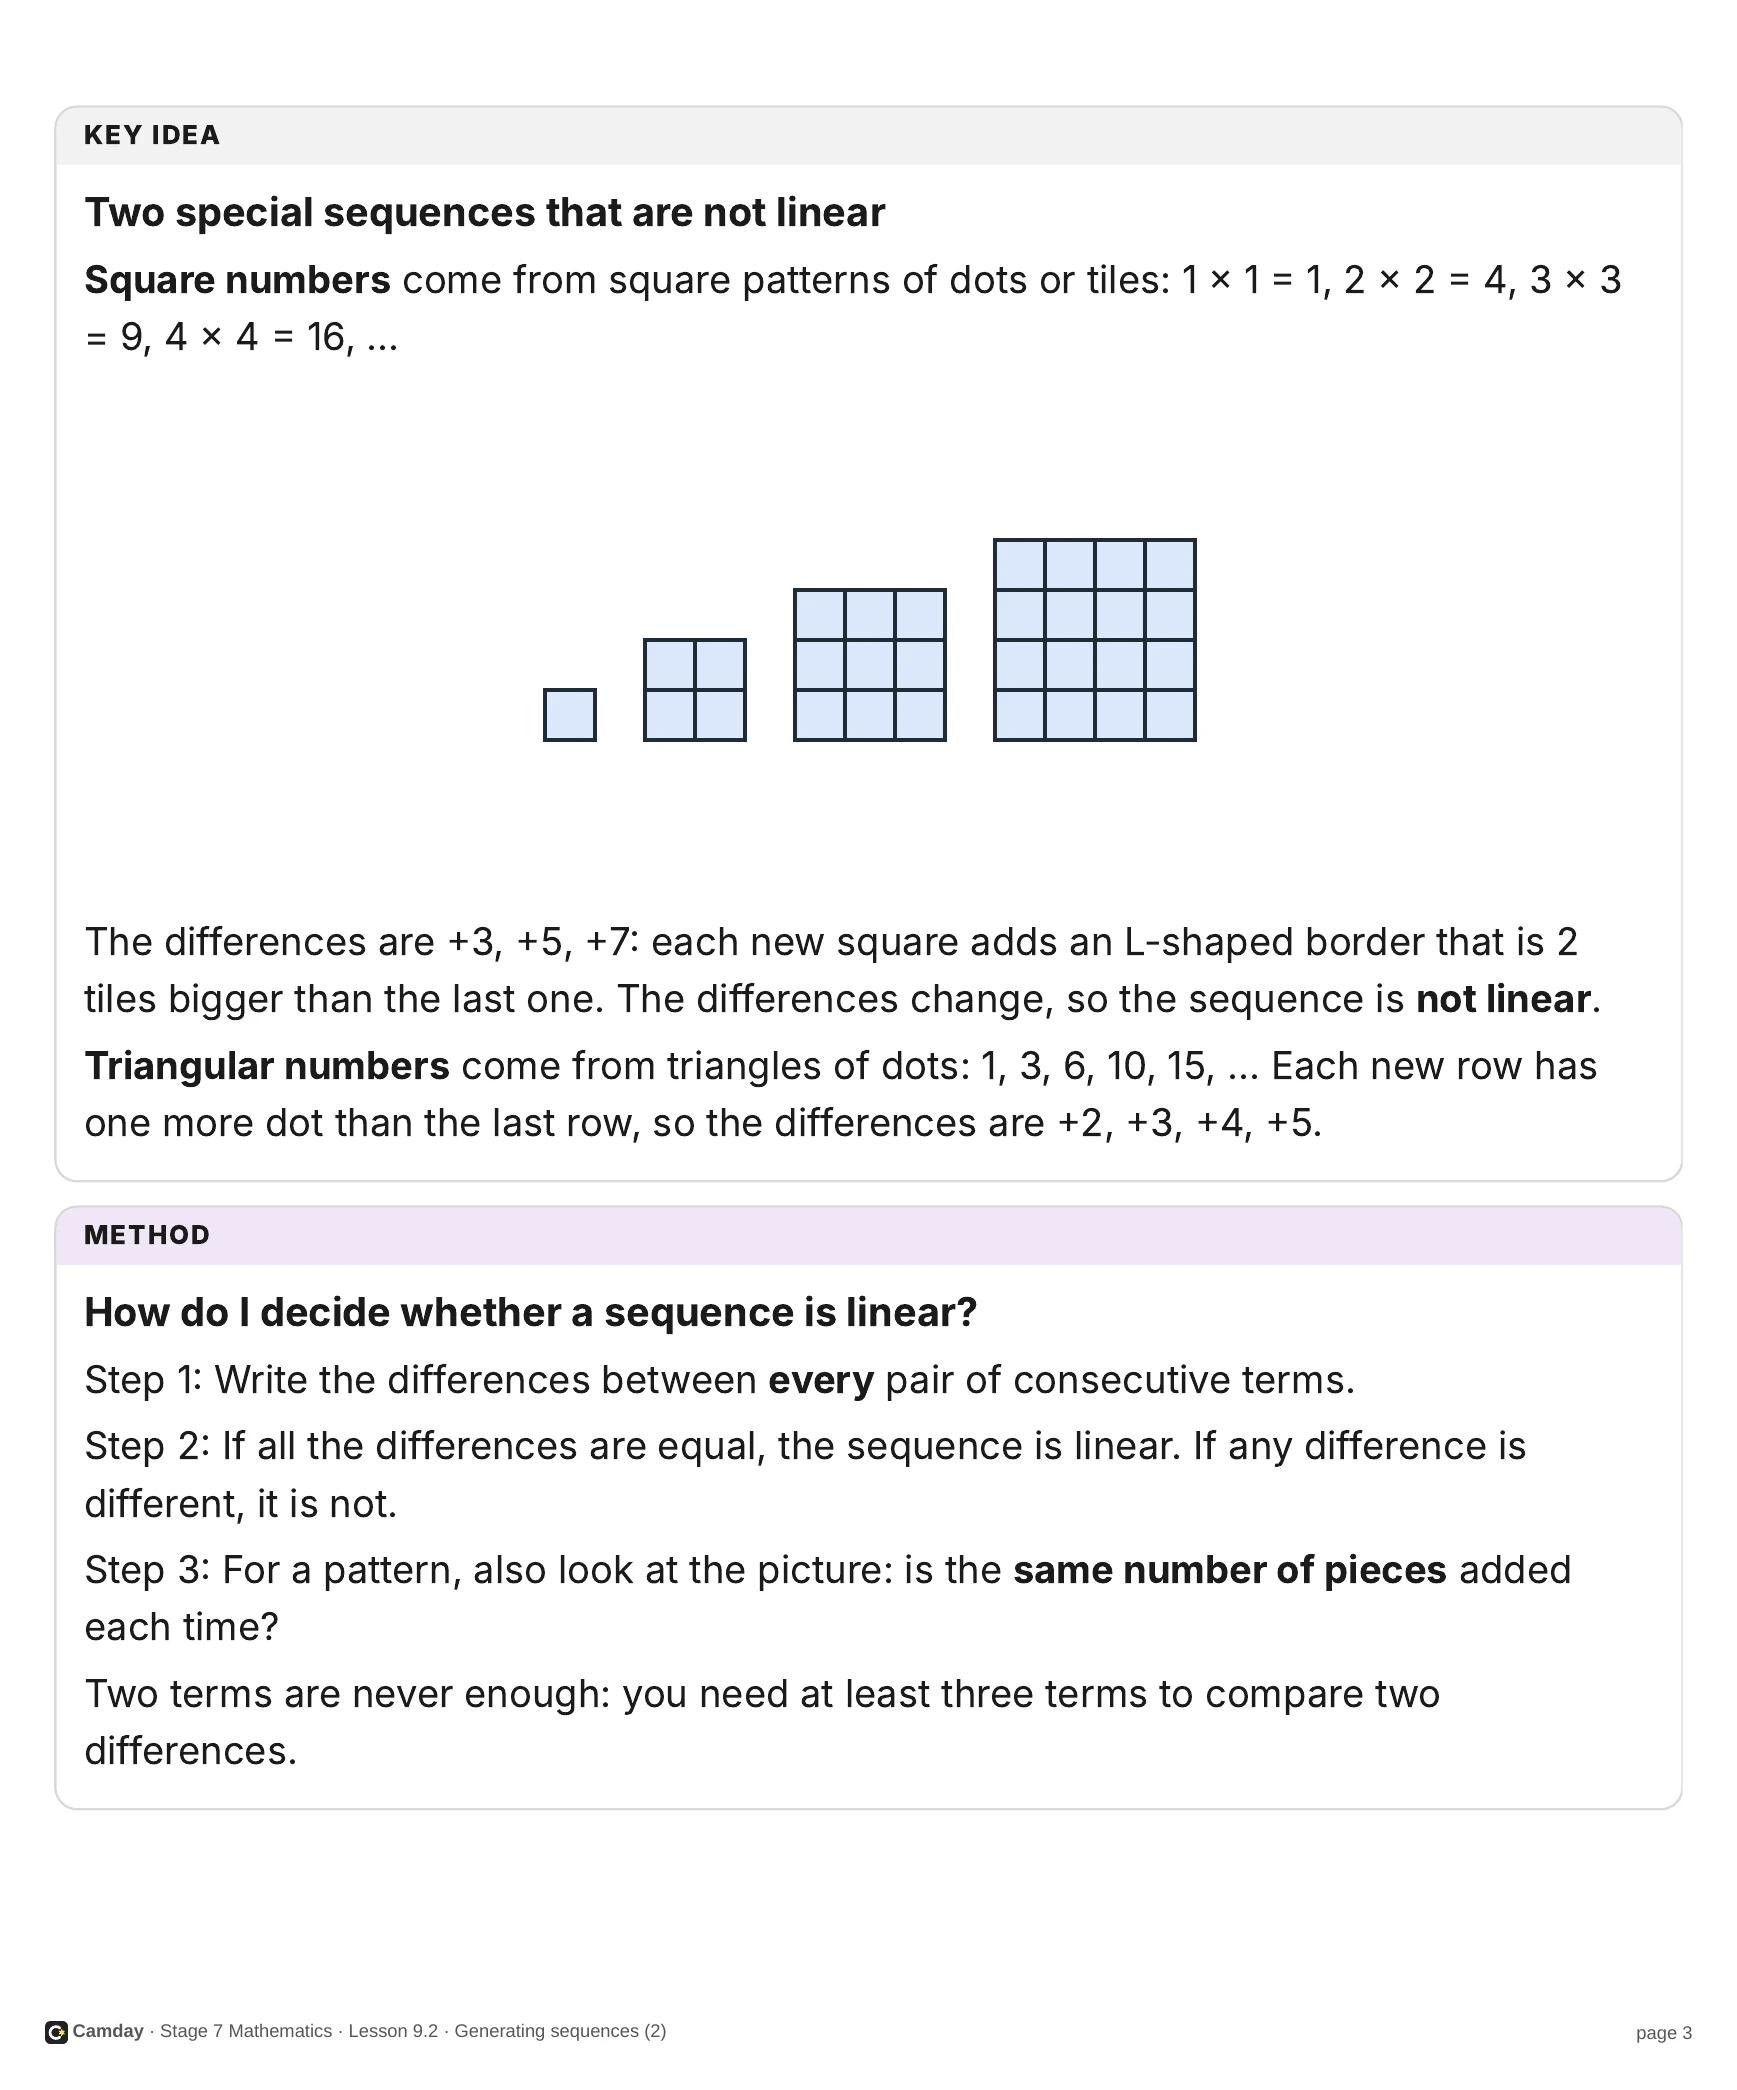 KEY IDEA
Two special sequences that are not linear
Square numbers come from square patterns of dots or tiles: 1 × 1 = 1, 2 × 2 = 4, 3 × 3
= 9, 4 × 4 = 16, ...
The differences are +3, +5, +7: each new square adds an L-shaped border that is 2
tiles bigger than the last one. The differences change, so the sequence is not linear.
Triangular numbers come from triangles of dots: 1, 3, 6, 10, 15, ... Each new row has
one more dot than the last row, so the differences are +2, +3, +4, +5.
METHOD
How do I decide whether a sequence is linear?
Step 1: Write the differences between every pair of consecutive terms.
Step 2: If all the differences are equal, the sequence is linear. If any difference is
different, it is not.
Step 3: For a pattern, also look at the picture: is the same number of pieces added
each time?
Two terms are never enough: you need at least three terms to compare two
differences.
Camday · Stage 7 Mathematics · Lesson 9.2 · Generating sequences (2)
page 3